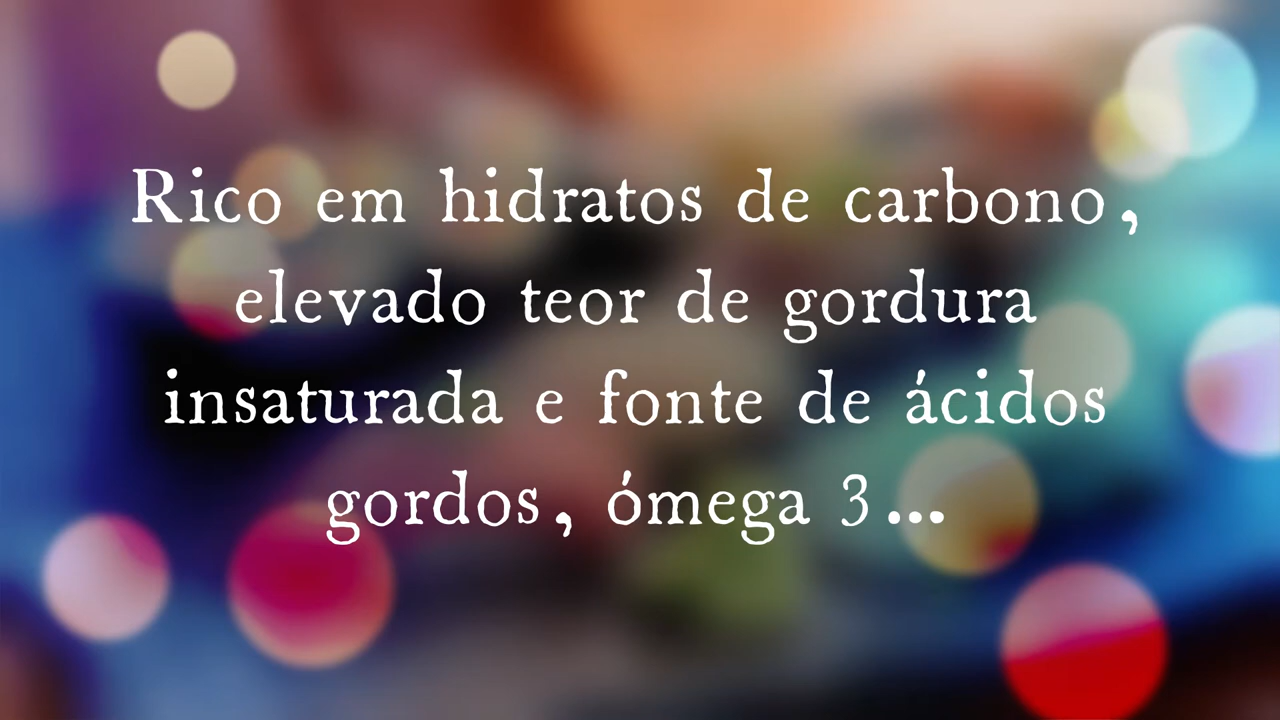 Rico em hidratos de carbono,
elevado teor de gordura
insaturada e fonte de ácidos
gordos, ómega 3...